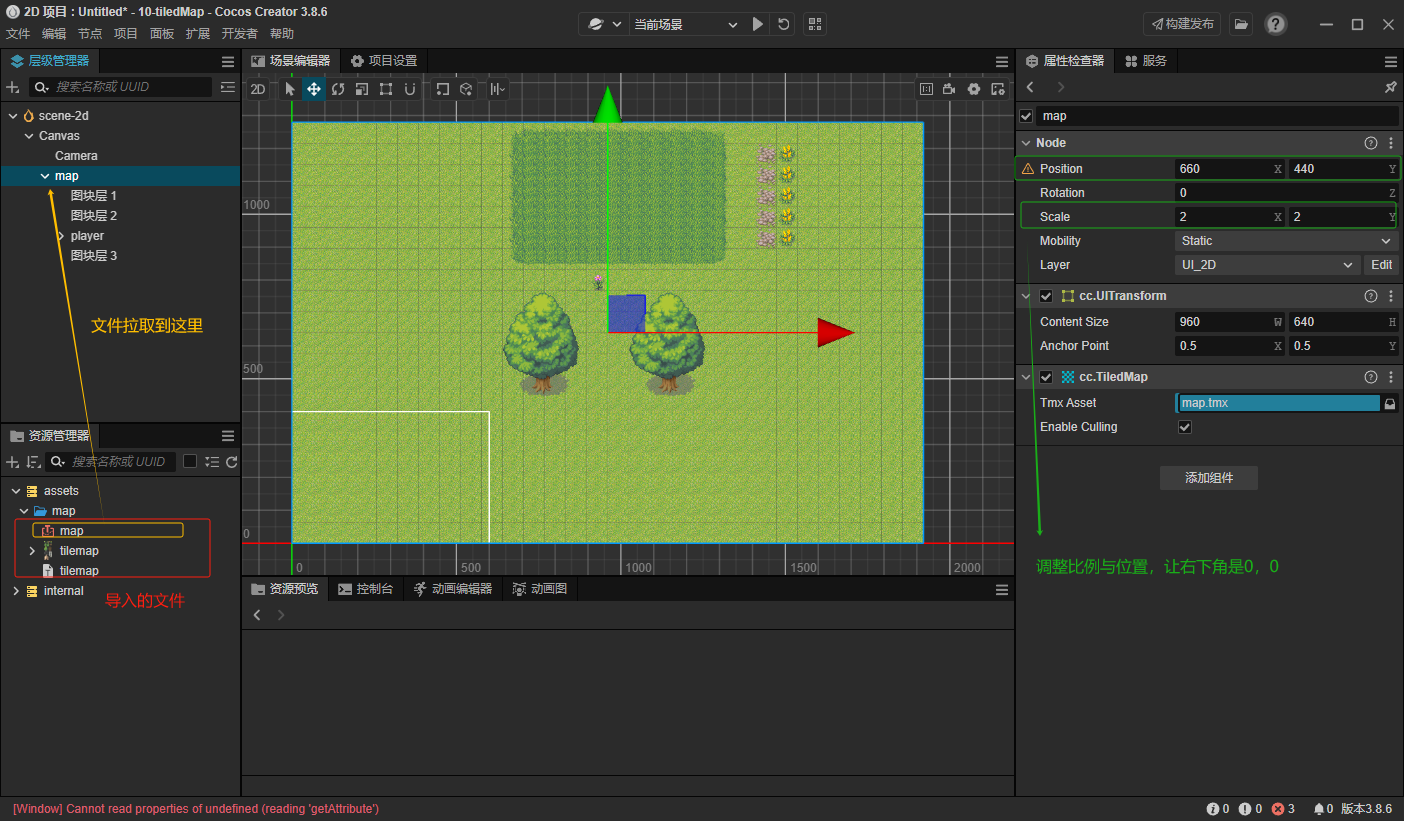 2D 项目 : Untitled* - 10-tiledMap - Cocos Creator 3.8.6
文件 编辑 节点 项目 面板 扩展 开发者 帮助
当前场景
构建发布
层级管理器
搜索名称或 UUID
scene-2d
Canvas
Camera
map
图块层 1
图块层 2
player
图块层 3
文件拉取到这里
资源管理器
搜索名称或 UUID
assets
map
map
tilemap
tilemap
internal
导入的文件
场景编辑器 项目设置
2D
1000
500
0
0 500 1000 1500 2000
资源预览 控制台 动画编辑器 动画图
属性检查器 服务
map
Node
Position 660 X 440 Y
Rotation 0 Z
Scale 2 X 2 Y
Mobility Static
Layer UI_2D Edit
cc.UITransform
Content Size 960 W 640 H
Anchor Point 0.5 X 0.5 Y
cc.TiledMap
Tmx Asset map.tmx
Enable Culling
添加组件
调整比例与位置，让右下角是0，0
[Window] Cannot read properties of undefined (reading 'getAttribute')
0 0 3 0 版本3.8.6